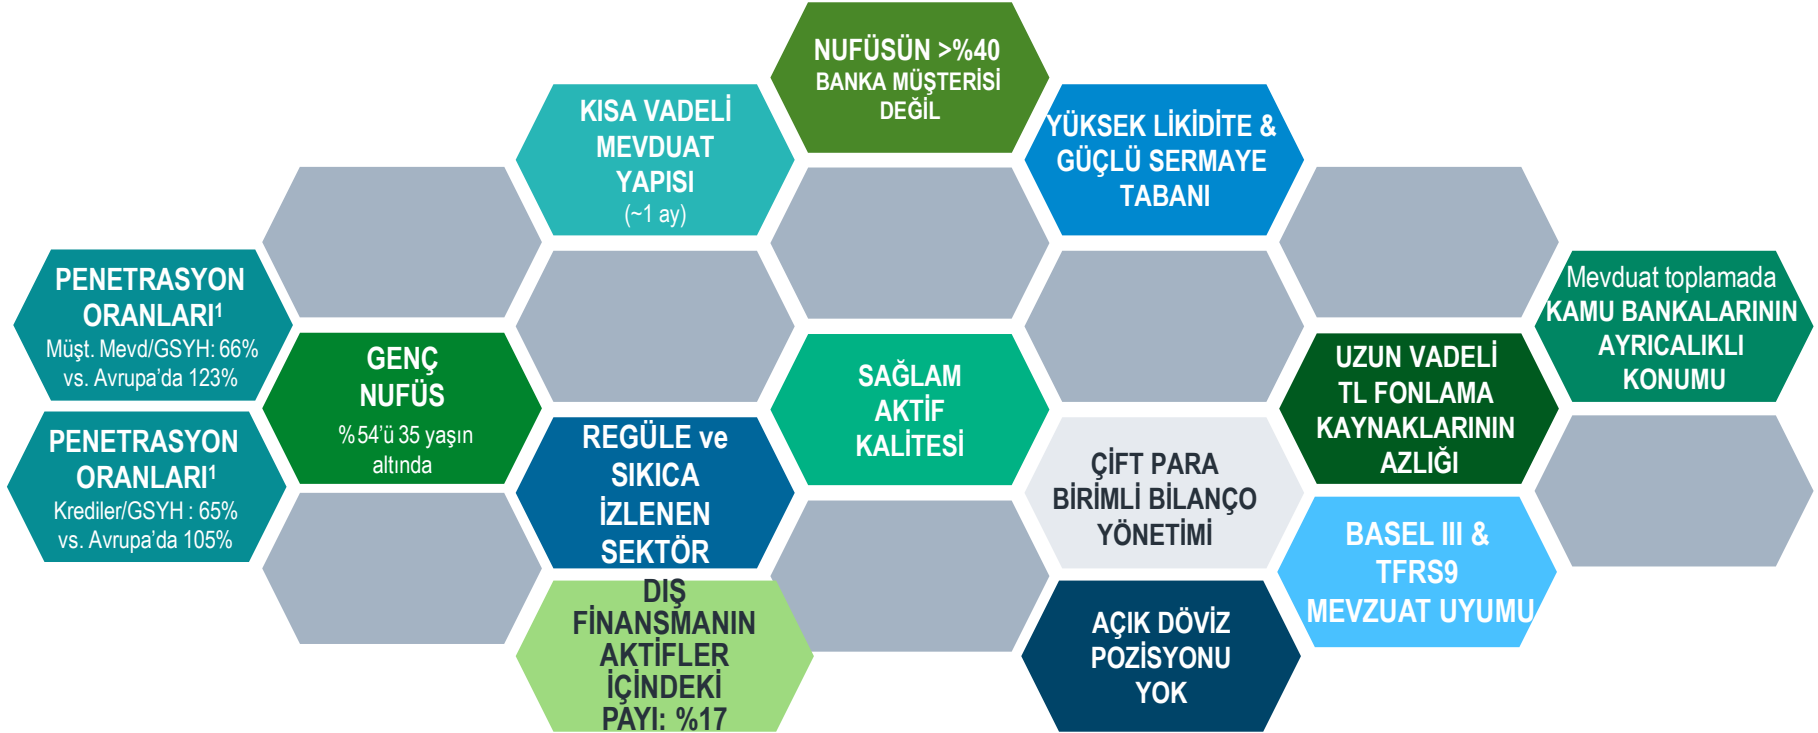 NUFÜSÜN >%40
BANKA MÜŞTERİSİ
DEĞİL
KISA VADELİ
MEVDUAT
YAPISI
(~1 ay)
YÜKSEK LİKİDİTE &
GÜÇLÜ SERMAYE
TABANI
PENETRASYON
ORANLARI¹
Müşt. Mevd/GSYH: 66%
vs. Avrupa’da 123%
Mevduat toplamada
KAMU BANKALARININ
AYRICALIKLI
KONUMU
GENÇ
NUFÜS
%54’ü 35 yaşın
altında
SAĞLAM
AKTİF
KALİTESİ
UZUN VADELİ
TL FONLAMA
KAYNAKLARININ
AZLIĞI
PENETRASYON
ORANLARI¹
Krediler/GSYH : 65%
vs. Avrupa’da 105%
REGÜLE ve
SIKICA
İZLENEN
SEKTÖR
ÇİFT PARA
BİRİMLİ BİLANÇO
YÖNETİMİ
BASEL III &
TFRS9
MEVZUAT UYUMU
DIŞ
FİNANSMANIN
AKTİFLER
İÇİNDEKİ
PAYI: %17
AÇIK DÖVİZ
POZİSYONU
YOK